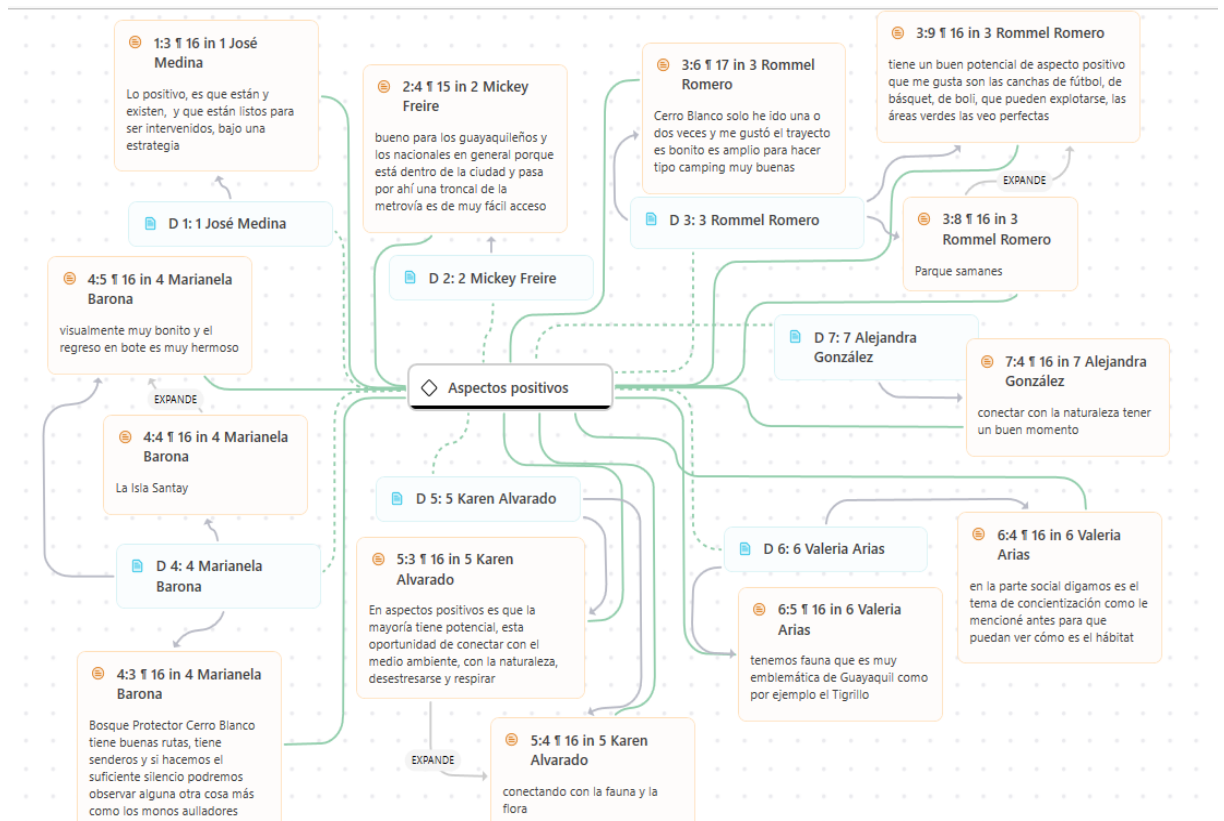 1:3 ¶ 16 in 1 José
Medina
Lo positivo, es que están y
existen,  y que están listos para
ser intervenidos, bajo una
estrategia
D 1: 1 José Medina
2:4 ¶ 15 in 2 Mickey
Freire
bueno para los guayaquileños y
los nacionales en general porque
está dentro de la ciudad y pasa
por ahí una troncal de la
metrovía es de muy fácil acceso
D 2: 2 Mickey Freire
3:6 ¶ 17 in 3 Rommel
Romero
Cerro Blanco solo he ido una o
dos veces y me gustó el trayecto
es bonito es amplio para hacer
tipo camping muy buenas
D 3: 3 Rommel Romero
3:9 ¶ 16 in 3 Rommel Romero
tiene un buen potencial de aspecto positivo
que me gusta son las canchas de fútbol, de
básquet, de boli, que pueden explotarse, las
áreas verdes las veo perfectas
EXPANDE
3:8 ¶ 16 in 3
Rommel Romero
Parque samanes
4:5 ¶ 16 in 4 Marianela
Barona
visualmente muy bonito y el
regreso en bote es muy hermoso
EXPANDE
4:4 ¶ 16 in 4 Marianela
Barona
La Isla Santay
D 4: 4 Marianela
Barona
4:3 ¶ 16 in 4 Marianela
Barona
Bosque Protector Cerro Blanco
tiene buenas rutas, tiene
senderos y si hacemos el
suficiente silencio podremos
observar alguna otra cosa más
como los monos aulladores
Aspectos positivos
D 7: 7 Alejandra
González
7:4 ¶ 16 in 7 Alejandra
González
conectar con la naturaleza tener
un buen momento
D 5: 5 Karen Alvarado
5:3 ¶ 16 in 5 Karen
Alvarado
En aspectos positivos es que la
mayoría tiene potencial, esta
oportunidad de conectar con el
medio ambiente, con la naturaleza,
desestresarse y respirar
EXPANDE
5:4 ¶ 16 in 5 Karen
Alvarado
conectando con la fauna y la
flora
D 6: 6 Valeria Arias
6:5 ¶ 16 in 6 Valeria
Arias
tenemos fauna que es muy
emblemática de Guayaquil como
por ejemplo el Tigrillo
6:4 ¶ 16 in 6 Valeria
Arias
en la parte social digamos es el
tema de concientización como le
mencioné antes para que
puedan ver cómo es el hábitat